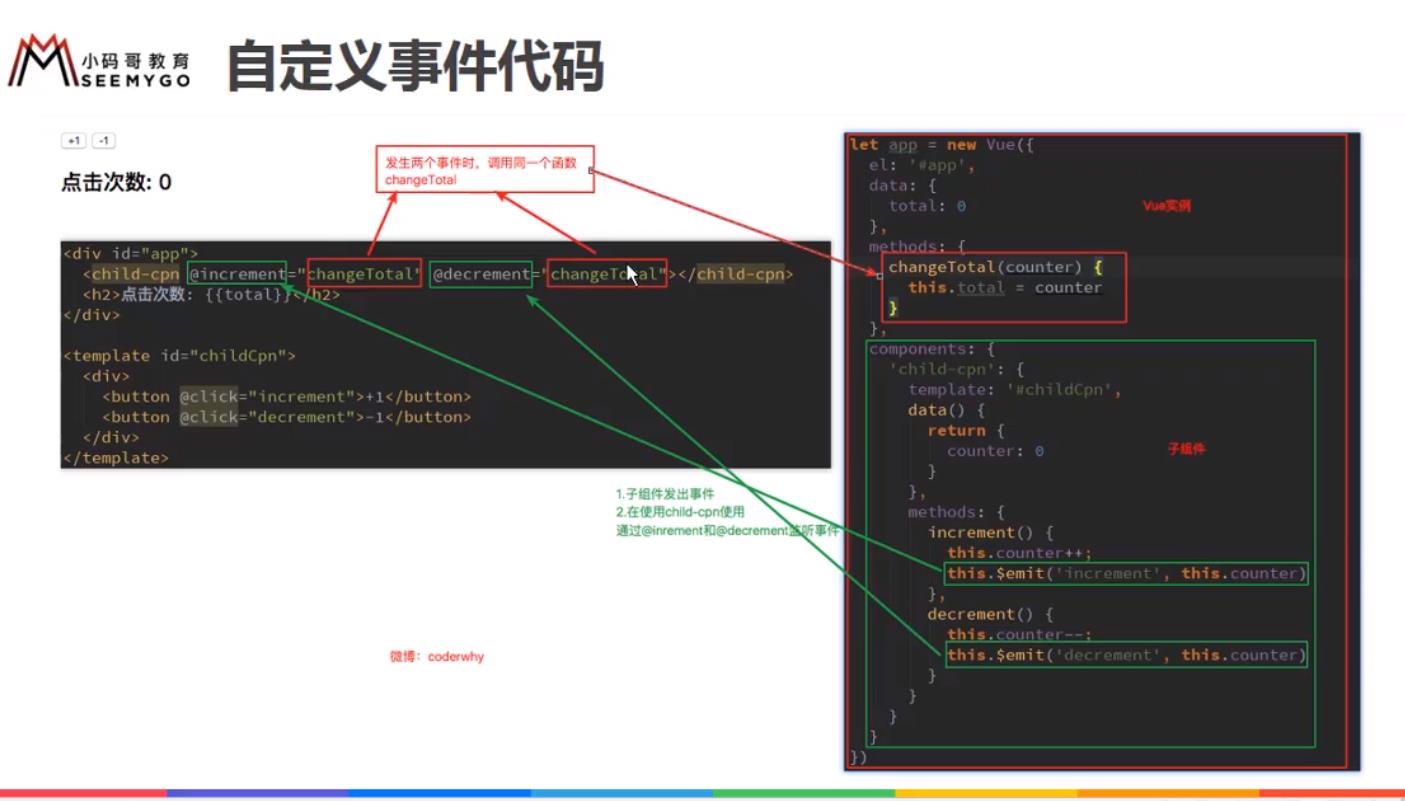 小码哥教育
SEEMYGO
自定义事件代码
+1 -1
点击次数: 0
发生两个事件时，调用同一个函数
changeTotal
<div id="app">
<child-cpn @increment="changeTotal" @decrement="changeTotal"></child-cpn>
<h2>点击次数: {{total}}</h2>
</div>
<template id="childCpn">
<div>
<button @click="increment">+1</button>
<button @click="decrement">-1</button>
</div>
</template>
1.子组件发出事件
2.在使用child-cpn使用
通过@inrement和@decrement监听事件
微博：coderwhy
let app = new Vue({
el: '#app',
data: {
total: 0
Vue实例
},
methods: {
changeTotal(counter) {
this.total = counter
}
},
components: {
'child-cpn': {
template: '#childCpn',
data() {
return {
counter: 0
子组件
}
},
methods: {
increment() {
this.counter++;
this.$emit('increment', this.counter)
},
decrement() {
this.counter--;
this.$emit('decrement', this.counter)
}
}
}
}
})